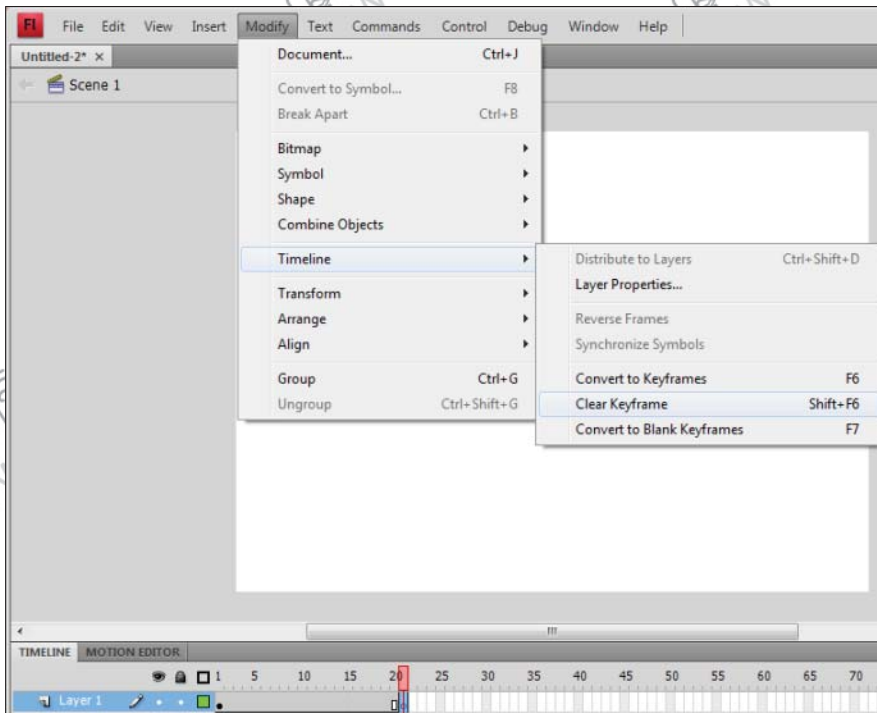 Fl File Edit View Insert Modify Text Commands Control Debug Window Help
Untitled-2* ×
Scene 1
Document... Ctrl+J
Convert to Symbol... F8
Break Apart Ctrl+B
Bitmap
Symbol
Shape
Combine Objects
Timeline
Transform
Arrange
Align
Group Ctrl+G
Ungroup Ctrl+Shift+G
Distribute to Layers Ctrl+Shift+D
Layer Properties...
Reverse Frames
Synchronize Symbols
Convert to Keyframes F6
Clear Keyframe Shift+F6
Convert to Blank Keyframes F7
TIMELINE MOTION EDITOR
1 5 10 15 20 25 30 35 40 45 50 55 60 65 70
Layer 1